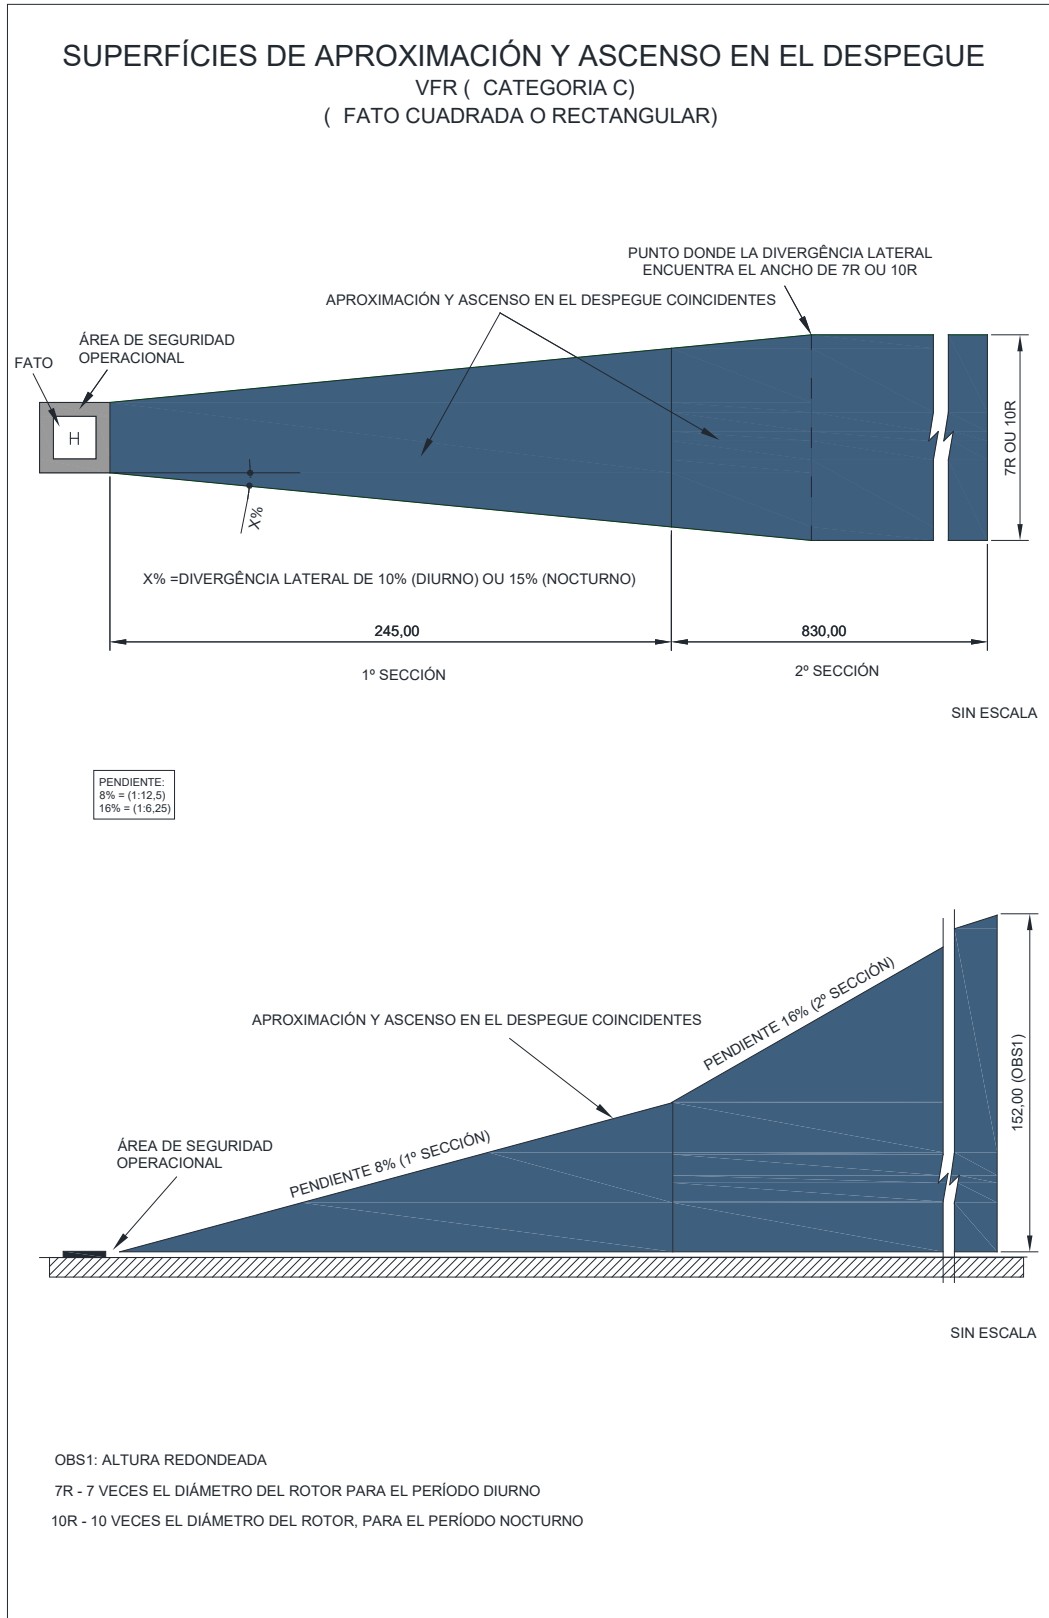 SUPERFÍCIES DE APROXIMACIÓN Y ASCENSO EN EL DESPEGUE
VFR ( CATEGORIA C)
( FATO CUADRADA O RECTANGULAR)
PUNTO DONDE LA DIVERGÊNCIA LATERAL
ENCUENTRA EL ANCHO DE 7R OU 10R
APROXIMACIÓN Y ASCENSO EN EL DESPEGUE COINCIDENTES
ÁREA DE SEGURIDAD
OPERACIONAL
FATO
H
7R OU 10R
X%
X% =DIVERGÊNCIA LATERAL DE 10% (DIURNO) OU 15% (NOCTURNO)
245,00
830,00
1º SECCIÓN
2º SECCIÓN
SIN ESCALA
PENDIENTE:
8% = (1:12,5)
16% = (1:6,25)
PENDIENTE 16% (2º SECCIÓN)
APROXIMACIÓN Y ASCENSO EN EL DESPEGUE COINCIDENTES
152,00 (OBS1)
PENDIENTE 8% (1º SECCIÓN)
ÁREA DE SEGURIDAD
OPERACIONAL
SIN ESCALA
OBS1: ALTURA REDONDEADA
7R - 7 VECES EL DIÁMETRO DEL ROTOR PARA EL PERÍODO DIURNO
10R - 10 VECES EL DIÁMETRO DEL ROTOR, PARA EL PERÍODO NOCTURNO